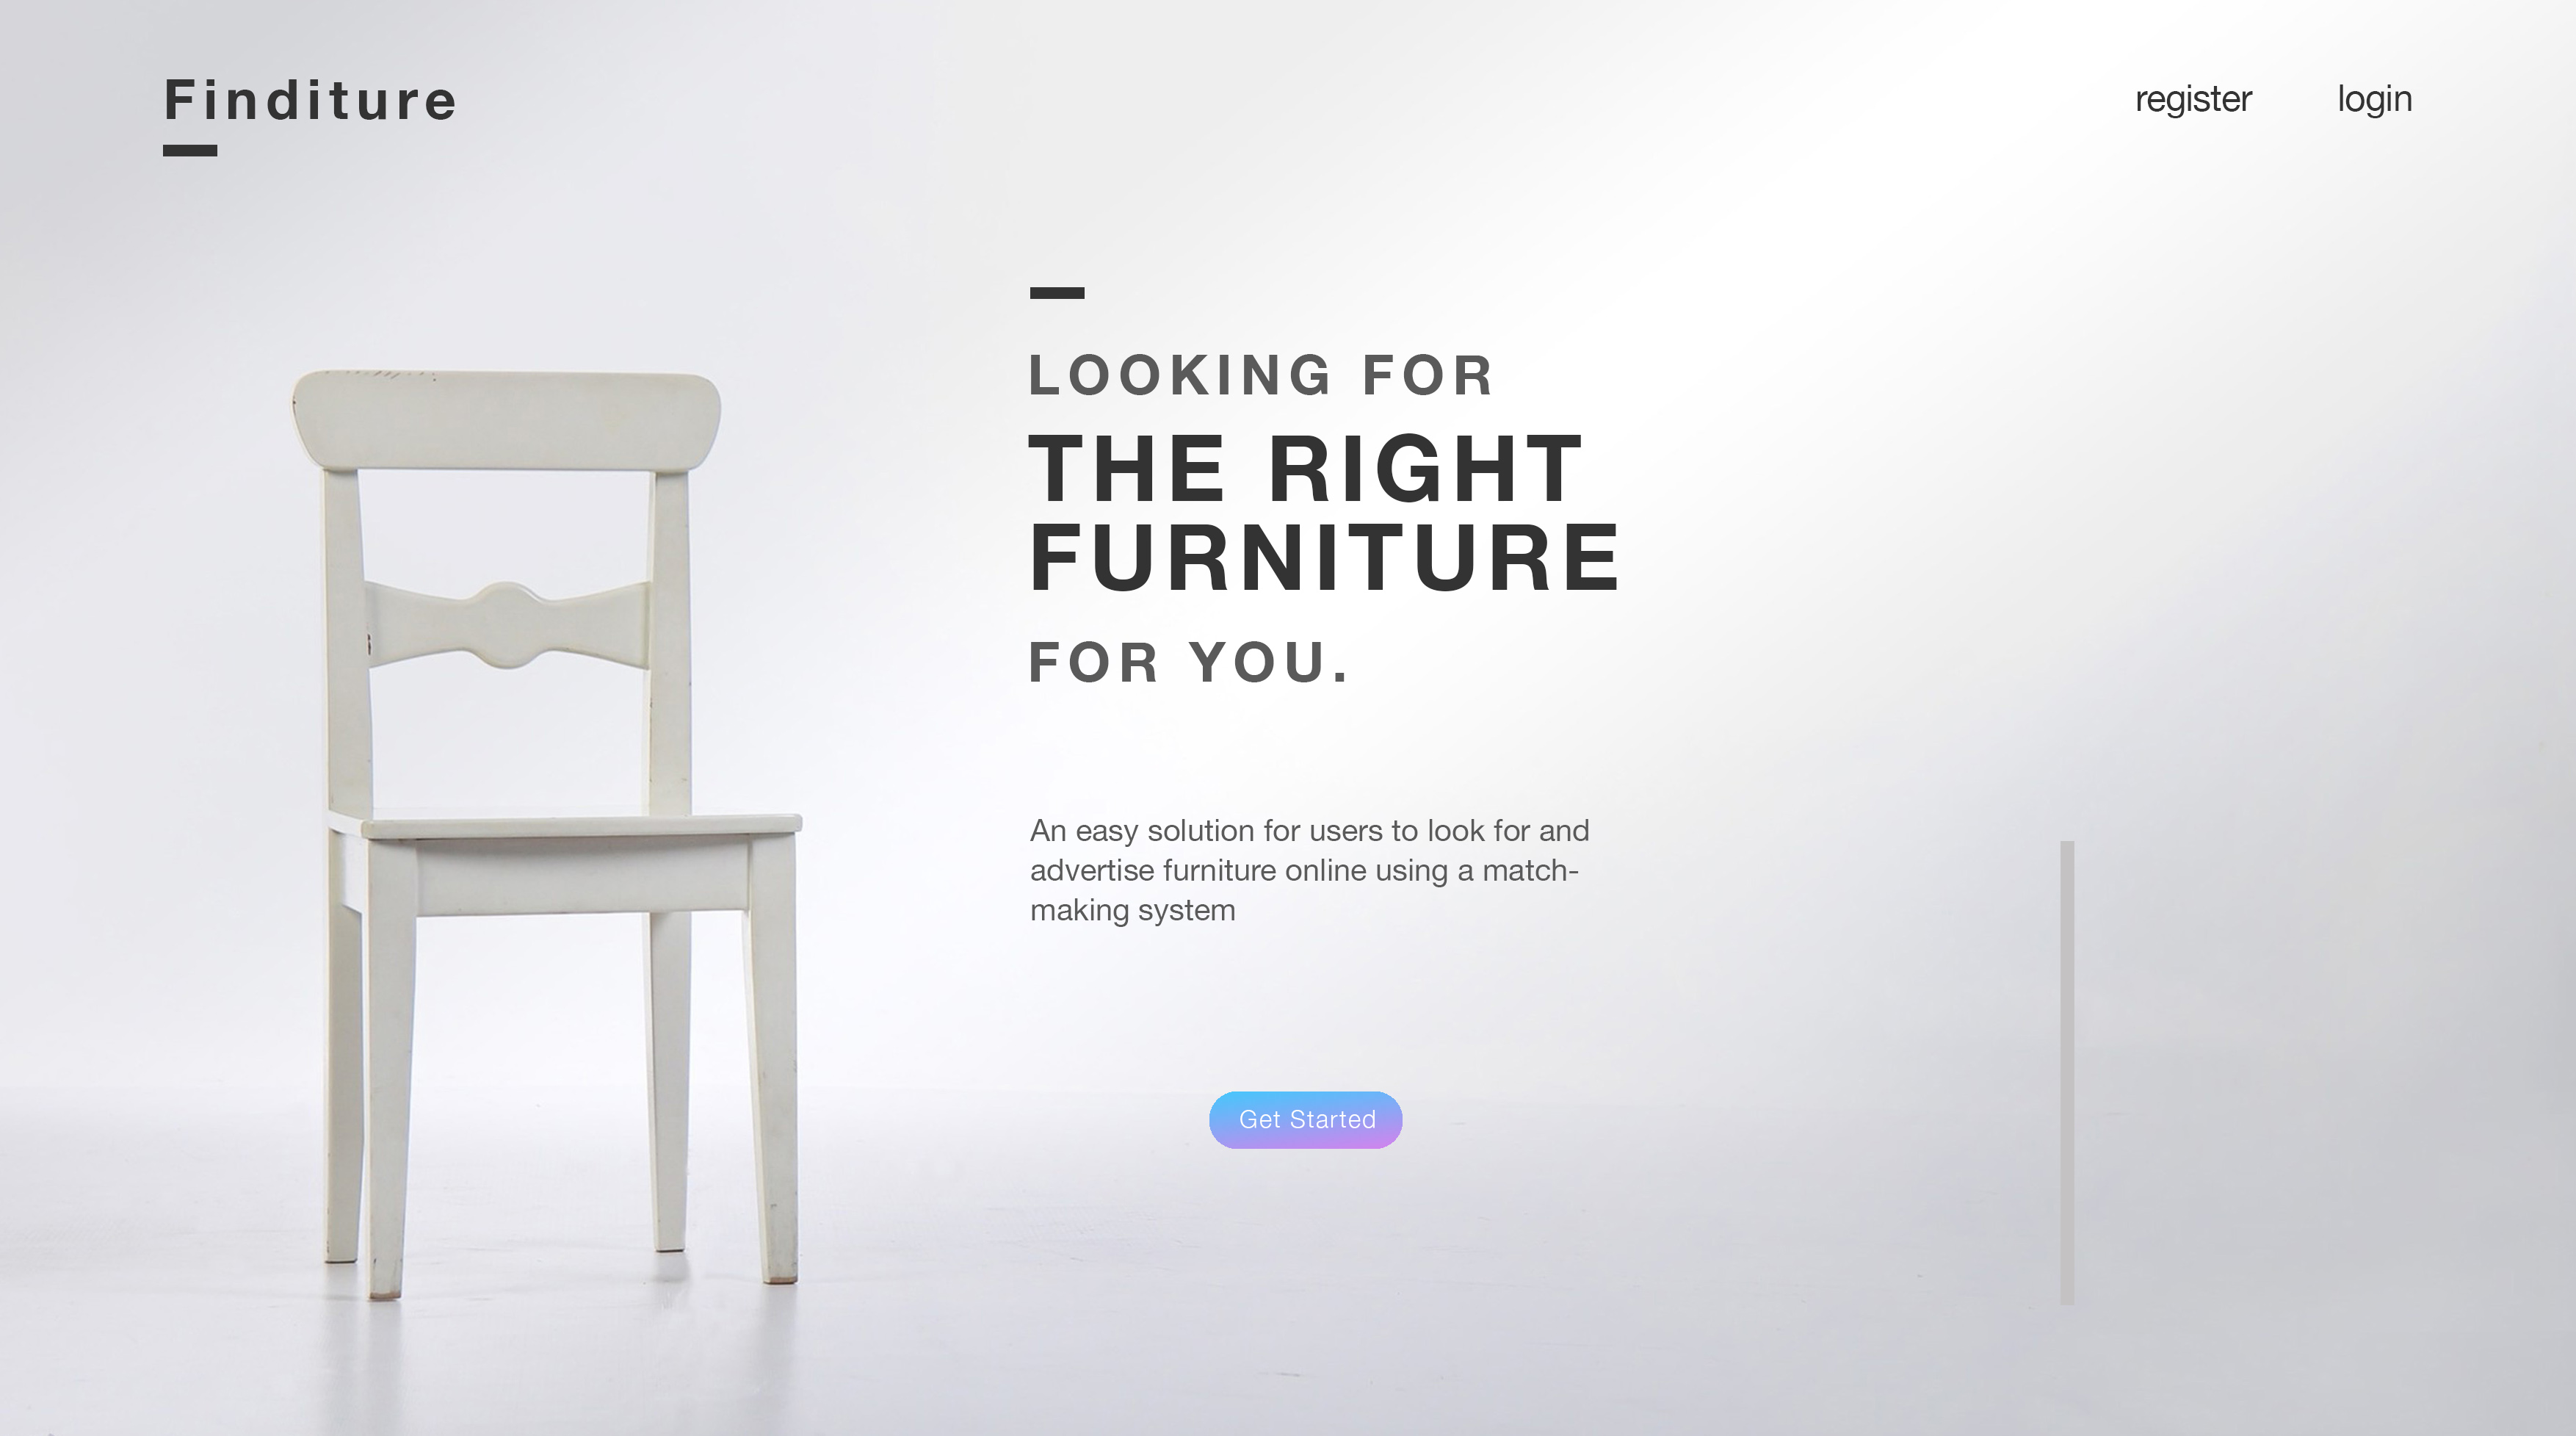 Finditure
register
login
LOOKING FOR
THE RIGHT
FURNITURE
FOR YOU.
An easy solution for users to look for and
advertise furniture online using a match-
making system
Get Started